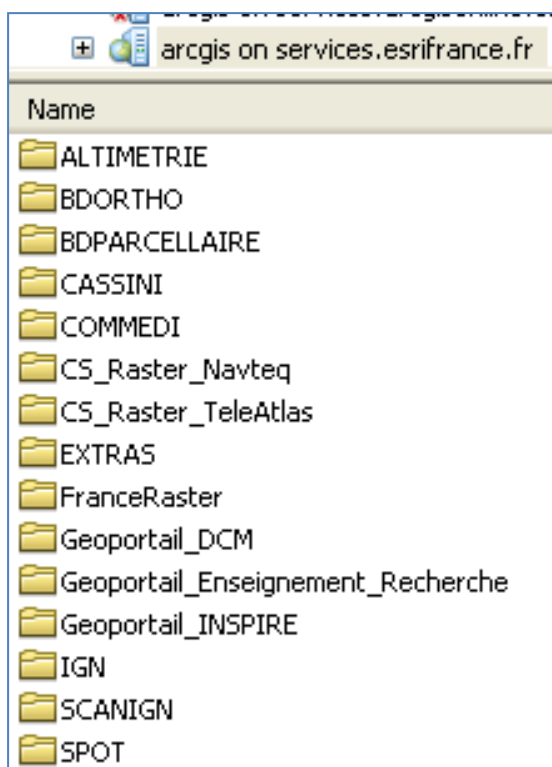 arcgis on services.esrifrance.fr
Name
ALTIMETRIE
BDORTHO
BDPARCELLAIRE
CASSINI
COMMEDI
CS_Raster_Navteq
CS_Raster_TeleAtlas
EXTRAS
FranceRaster
Geoportail_DCM
Geoportail_Enseignement_Recherche
Geoportail_INSPIRE
IGN
SCANIGN
SPOT